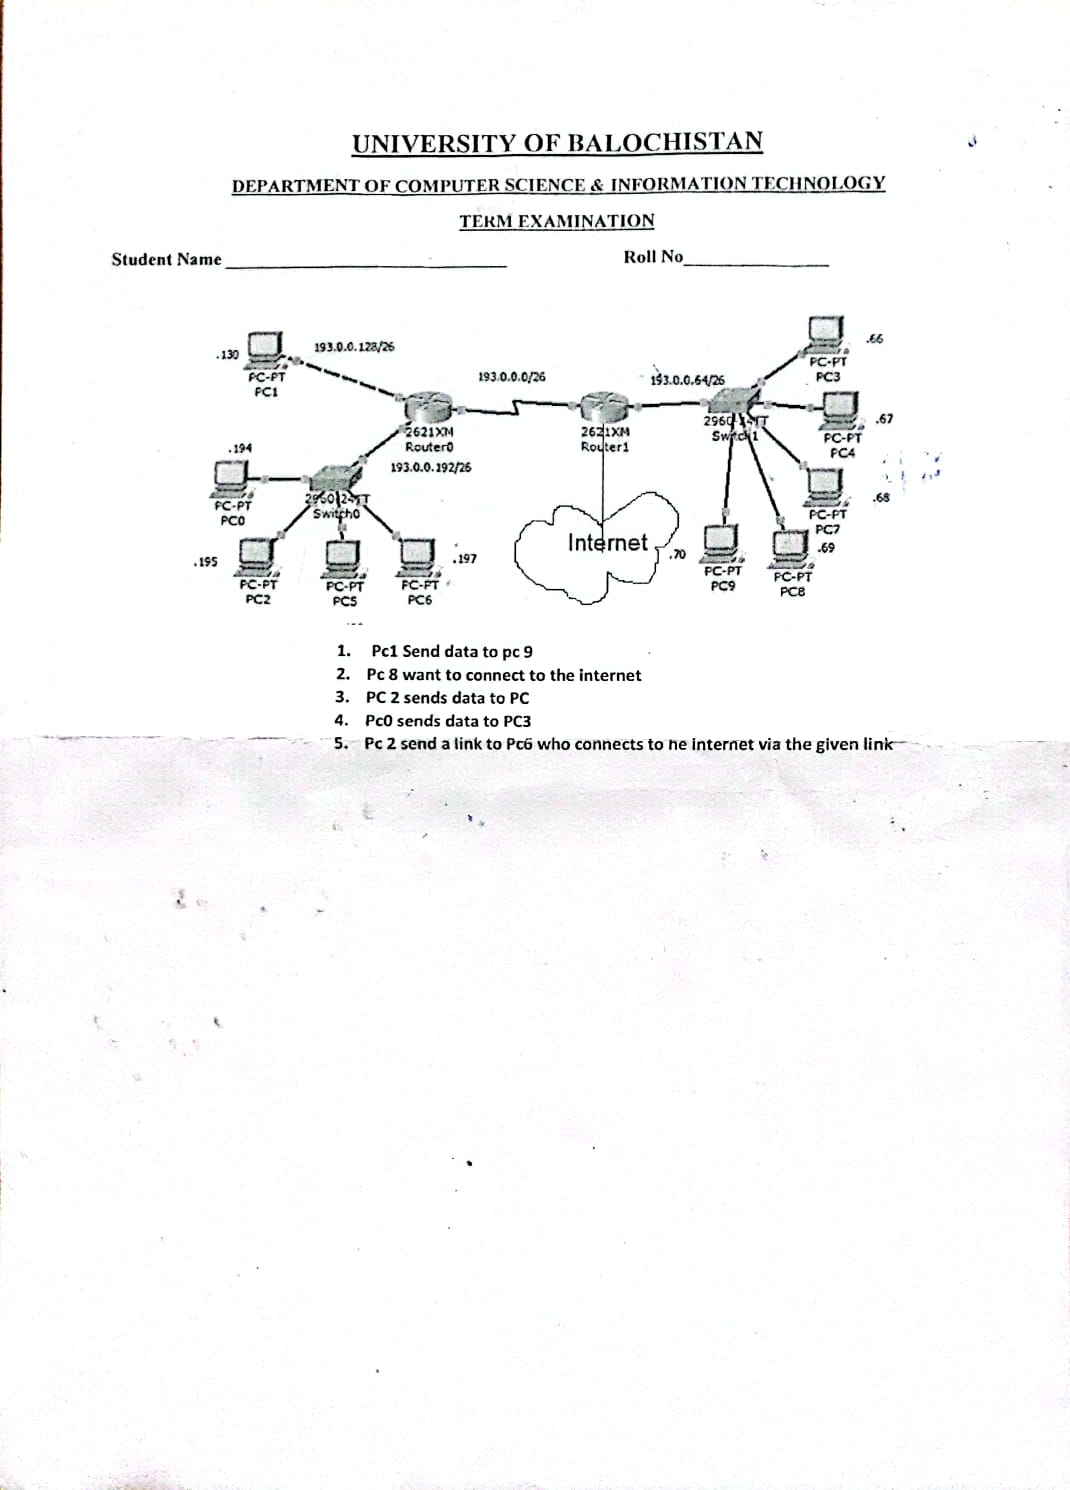 UNIVERSITY OF BALOCHISTAN
DEPARTMENT OF COMPUTER SCIENCE & INFORMATION TECHNOLOGY
TERM EXAMINATION
Student Name
Roll No
.130
PC-PT
PC1
193.0.0.128/26
193.0.0.0/26
193.0.0.64/26
PC-PT
PC3
.66
2621XM
Router0
2621XM
Router1
Switch1
PC-PT
PC4
.67
.194
PC-PT
PC0
193.0.0.192/26
Switch0
PC-PT
PC7
.68
.195
PC-PT
PC2
PC-PT
PC5
PC-PT
PC6
.197
Internet
.70
PC-PT
PC9
.69
PC-PT
PC8
1. Pc1 Send data to pc 9
2. Pc 8 want to connect to the internet
3. PC 2 sends data to PC
4. Pc0 sends data to PC3
5. Pc 2 send a link to Pc6 who connects to he Internet via the given link